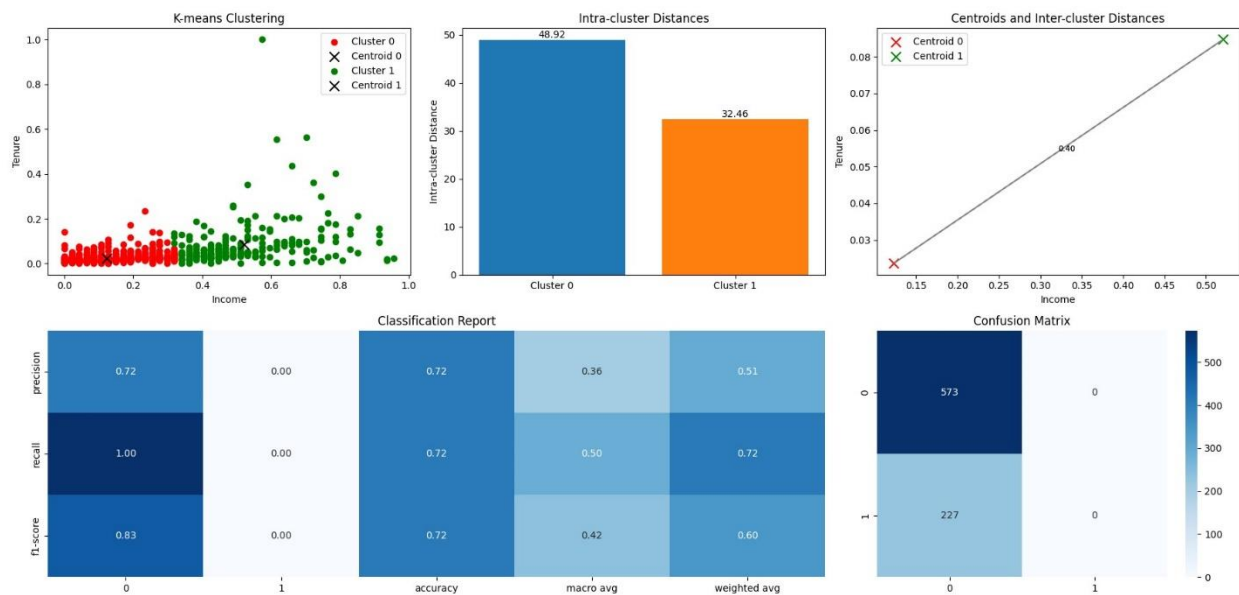 K-means Clustering
Tenure
1.0
0.8
0.6
0.4
0.2
0.0
Cluster 0
Centroid 0
Cluster 1
Centroid 1
0.0 0.2 0.4 0.6 0.8 1.0
Income
Intra-cluster Distances
Intra-cluster Distance
50
40
30
20
10
0
48.92
32.46
Cluster 0 Cluster 1
Centroids and Inter-cluster Distances
Tenure
0.08
0.07
0.06
0.05
0.04
0.03
Centroid 0
Centroid 1
0.40
0.15 0.20 0.25 0.30 0.35 0.40 0.45 0.50
Income
Classification Report
precision 0.72 0.00 0.72 0.36 0.51
recall 1.00 0.00 0.72 0.50 0.72
f1-score 0.83 0.00 0.72 0.42 0.60
0 1 accuracy macro avg weighted avg
Confusion Matrix
0 573 0
1 227 0
0 1
500
400
300
200
100
0